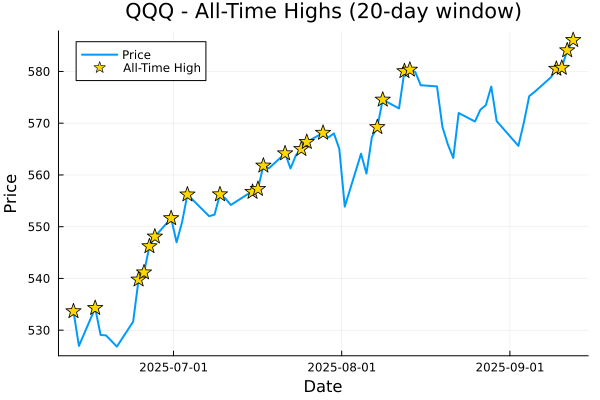 QQQ - All-Time Highs (20-day window)
Price
All-Time High
580
570
560
550
540
530
Price
2025-07-01
2025-08-01
2025-09-01
Date